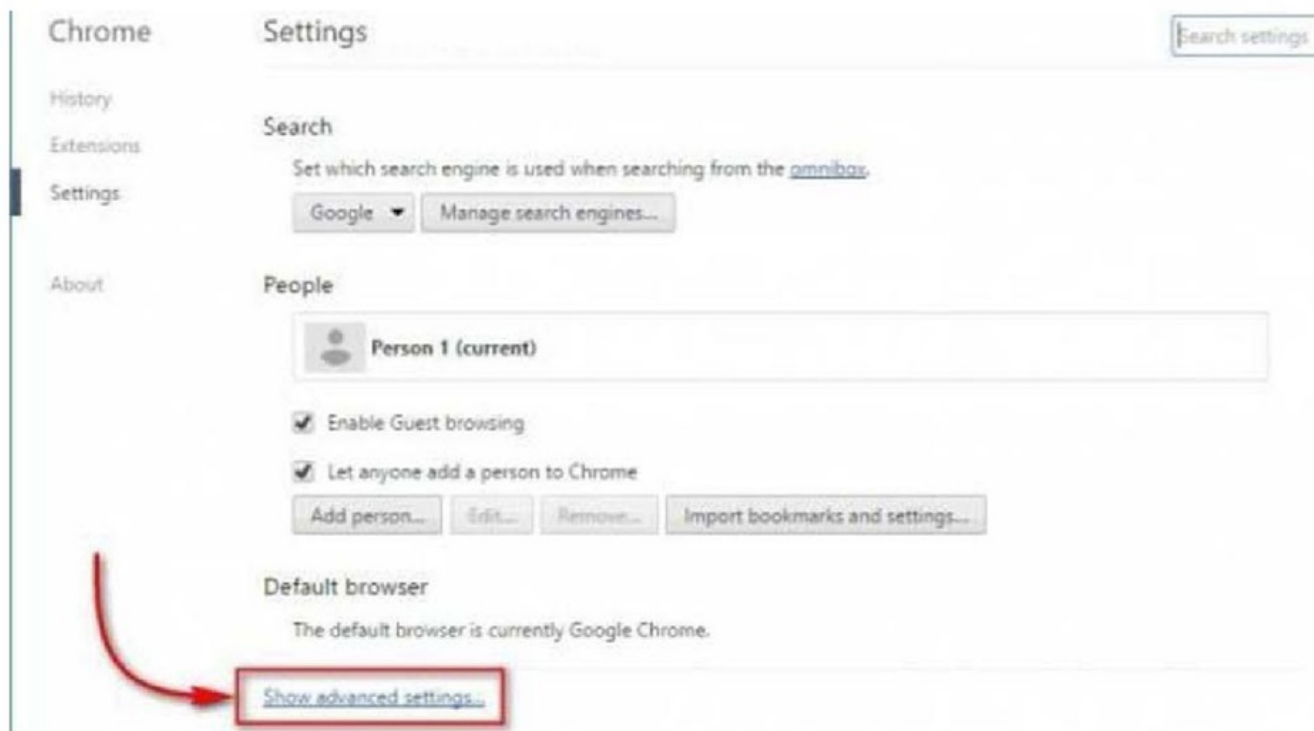 Chrome
Settings
Search settings
History
Extensions
Settings
About
Search
Set which search engine is used when searching from the omnibox.
Google
Manage search engines...
People
Person 1 (current)
Enable Guest browsing
Let anyone add a person to Chrome
Add person...
Edit...
Remove...
Import bookmarks and settings...
Default browser
The default browser is currently Google Chrome.
Show advanced settings...